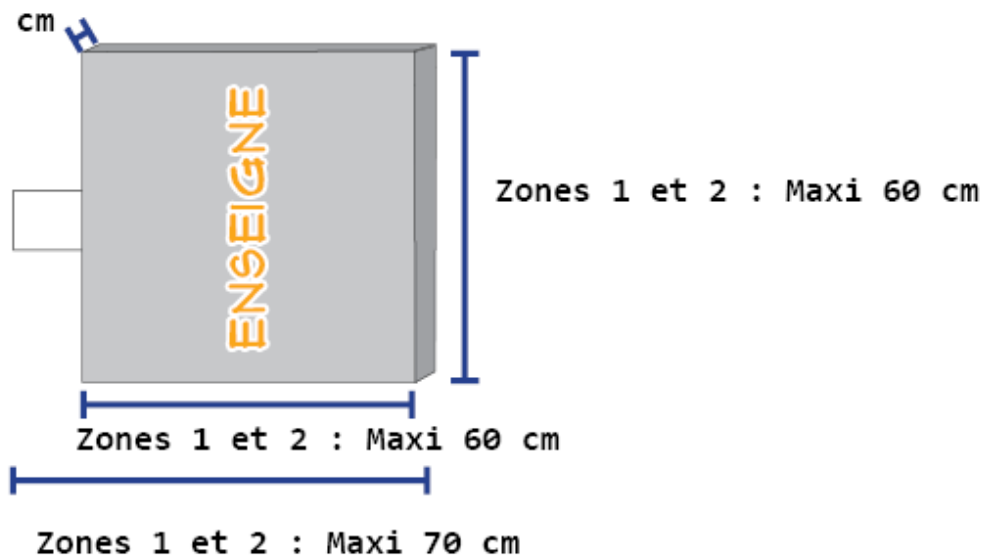 cm
ENSEIGNE
Zones 1 et 2 : Maxi 60 cm
Zones 1 et 2 : Maxi 60 cm
Zones 1 et 2 : Maxi 70 cm